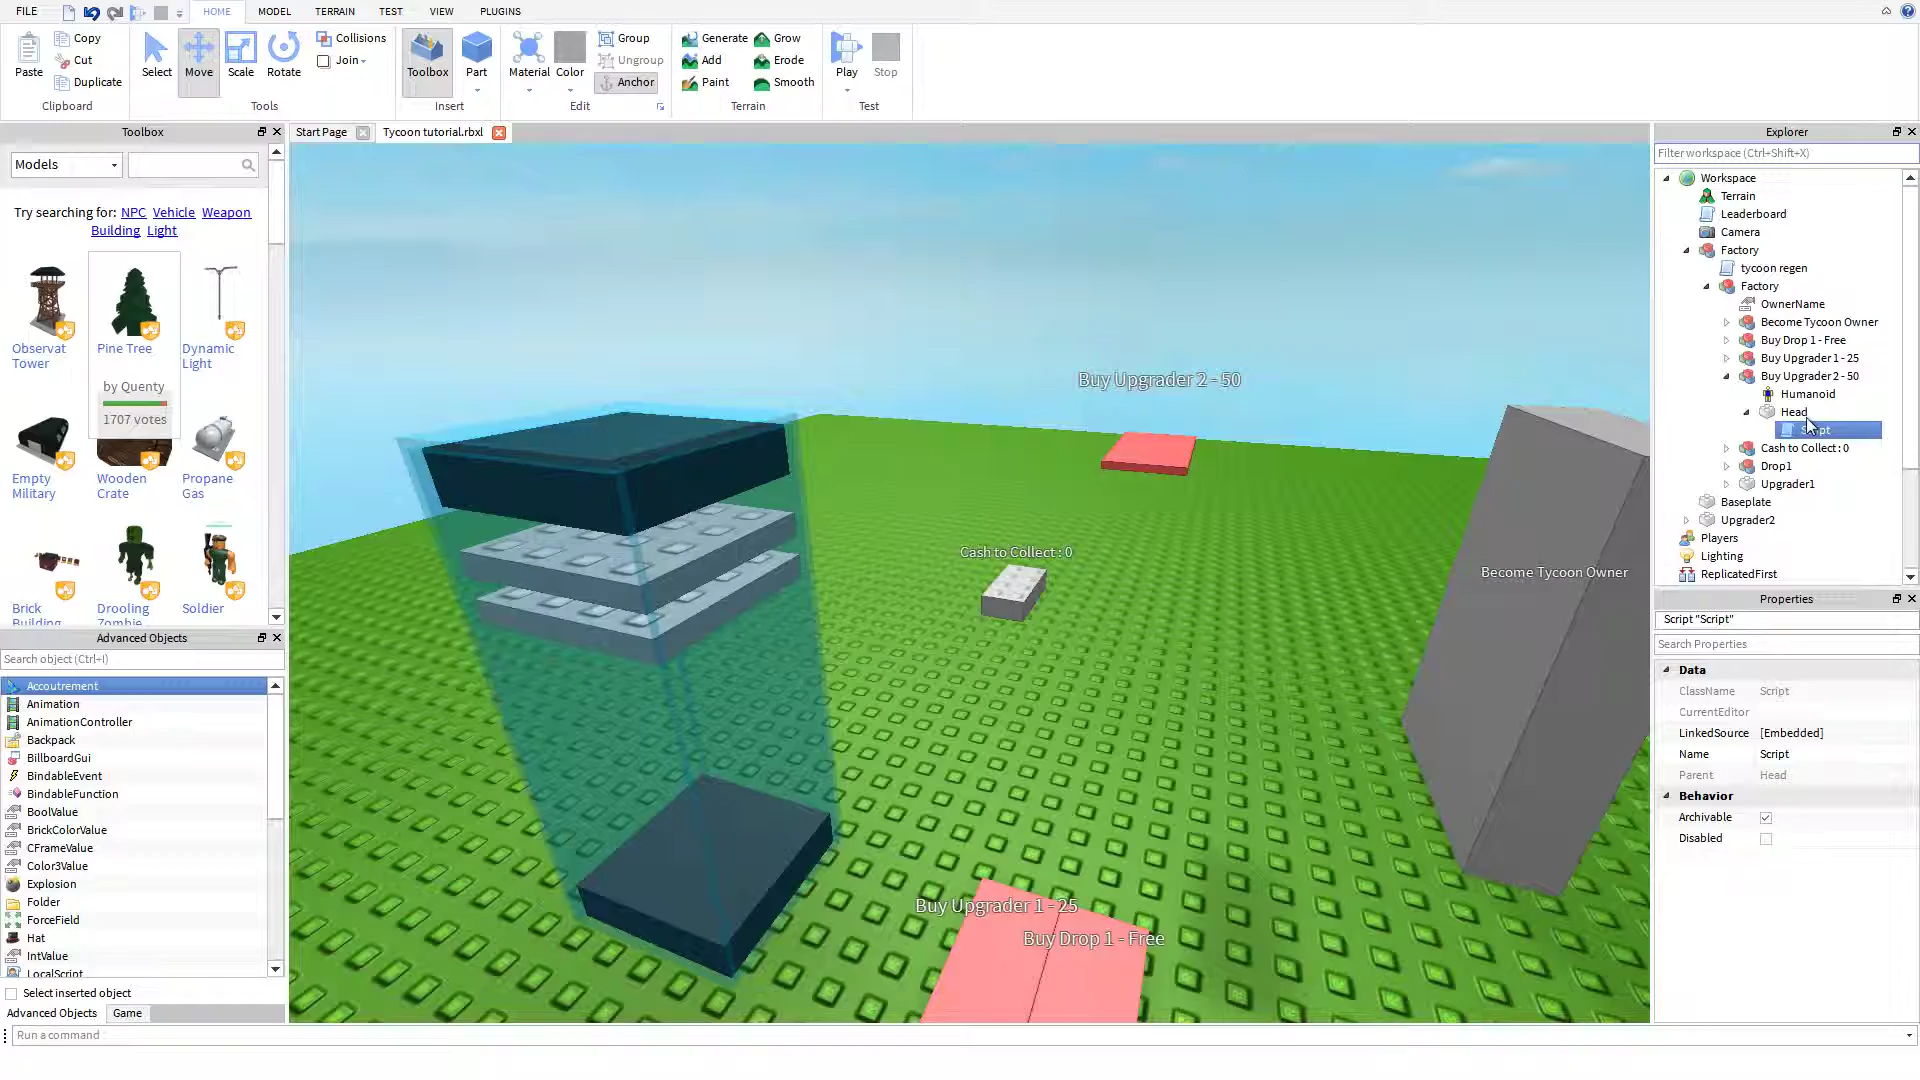 FILE
HOME
MODEL
TERRAIN
TEST
VIEW
PLUGINS
Paste
Copy
Cut
Duplicate
Clipboard
Select
Move
Scale
Rotate
Collisions
Join
Tools
Toolbox
Part
Insert
Material
Color
Group
Ungroup
Anchor
Edit
Generate
Grow
Add
Erode
Paint
Smooth
Terrain
Play
Stop
Test
Toolbox
Models
Try searching for: NPC Vehicle Weapon
Building Light
Observat
Tower
Pine Tree
by Quenty
1707 votes
Dynamic
Light
Empty
Military
Wooden
Crate
Propane
Gas
Brick
Building
Drooling
Zombie
Soldier
Advanced Objects
Search object (Ctrl+I)
Accoutrement
Animation
AnimationController
Backpack
BillboardGui
BindableEvent
BindableFunction
BoolValue
BrickColorValue
CFrameValue
Color3Value
Explosion
Folder
ForceField
Hat
IntValue
LocalScript
Select inserted object
Advanced Objects
Game
Run a command
Start Page
Tycoon tutorial.rbxl
Buy Upgrader 2 - 50
Cash to Collect : 0
Become Tycoon Owner
Buy Upgrader 1 - 25
Buy Drop 1 - Free
Explorer
Filter workspace (Ctrl+Shift+X)
Workspace
Terrain
Leaderboard
Camera
Factory
tycoon regen
Factory
OwnerName
Become Tycoon Owner
Buy Drop 1 - Free
Buy Upgrader 1 - 25
Buy Upgrader 2 - 50
Humanoid
Head
Script
Cash to Collect : 0
Drop1
Upgrader1
Baseplate
Upgrader2
Players
Lighting
ReplicatedFirst
Properties
Script "Script"
Search Properties
Data
ClassName Script
CurrentEditor
LinkedSource [Embedded]
Name Script
Parent Head
Behavior
Archivable
Disabled